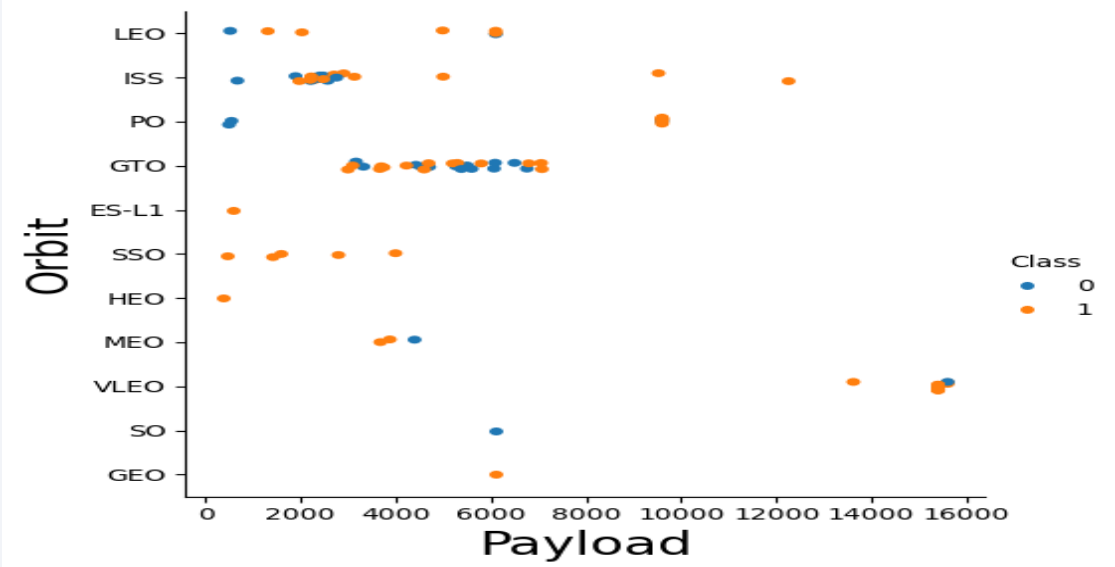 LEO
ISS
PO
GTO
ES-L1
SSO
HEO
MEO
VLEO
SO
GEO
Orbit
0 2000 4000 6000 8000 10000 12000 14000 16000
Payload
Class
0
1